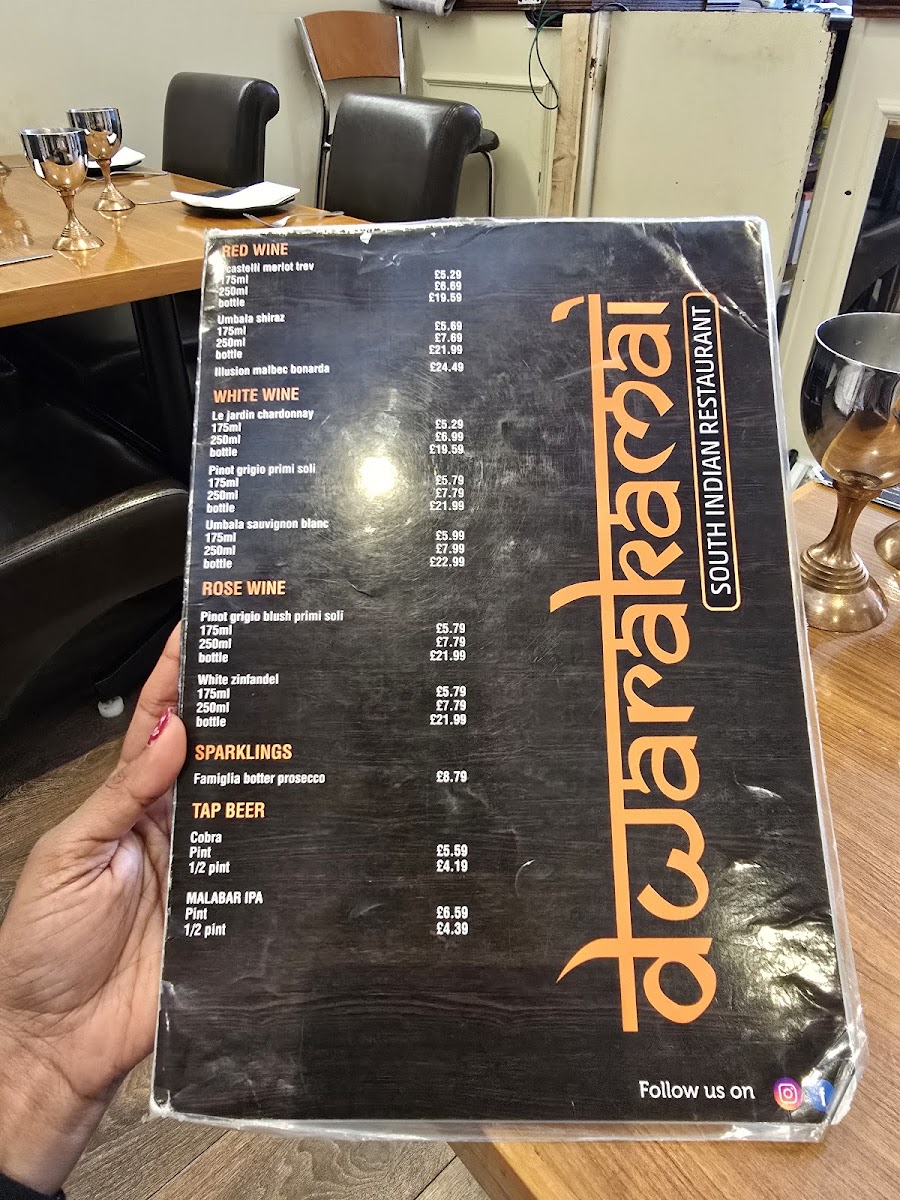 RED WINE
castelli merlot trev
175ml £5.29
250ml £6.69
bottle £19.59
Umbala shiraz
175ml £5.69
250ml £7.69
bottle £21.99
Illusion malbec bonarda £24.49
WHITE WINE
Le jardin chardonnay
175ml £5.29
250ml £6.99
bottle £19.59
Pinot grigio primi soli
175ml £5.79
250ml £7.79
bottle £21.99
Umbala sauvignon blanc
175ml £5.99
250ml £7.99
bottle £22.99
ROSE WINE
Pinot grigio blush primi soli
175ml £5.79
250ml £7.79
bottle £21.99
White zinfandel
175ml £5.79
250ml £7.79
bottle £21.99
SPARKLINGS
Famiglia botter prosecco £8.79
TAP BEER
Cobra
Pint £5.59
1/2 pint £4.19
MALABAR IPA
Pint £6.59
1/2 pint £4.39
dwarakamai
SOUTH INDIAN RESTAURANT
Follow us on